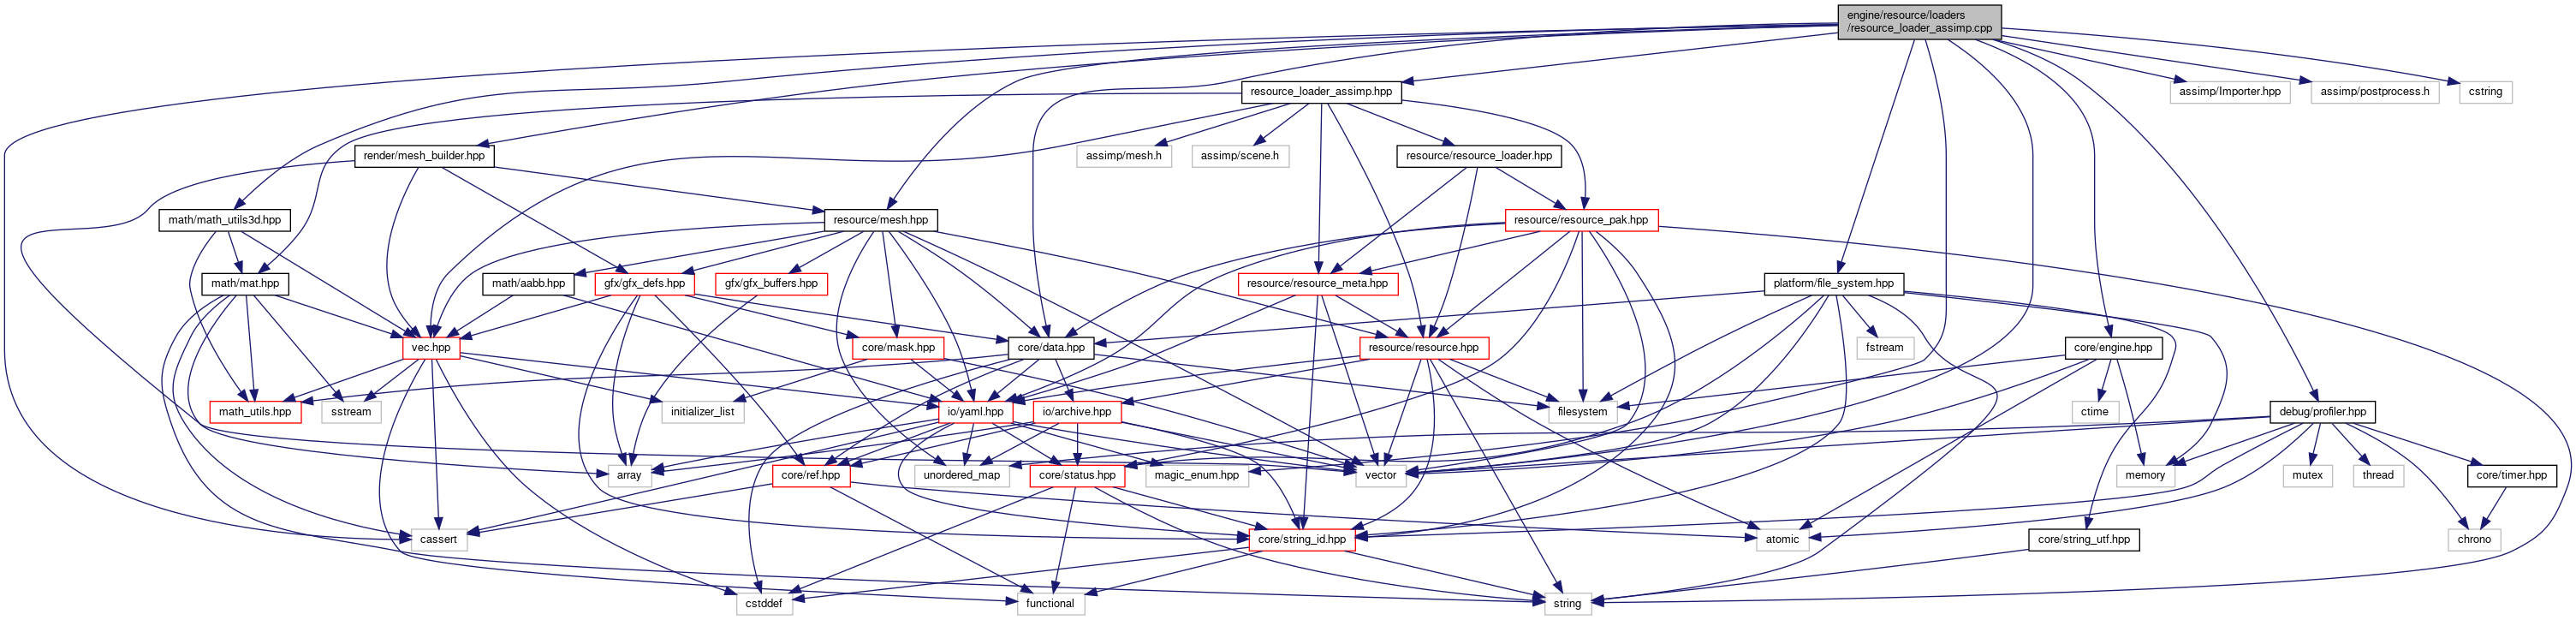 engine/resource/loaders
/resource_loader_assimp.cpp
resource_loader_assimp.hpp
assimp/Importer.hpp
assimp/postprocess.h
cstring
render/mesh_builder.hpp
assimp/mesh.h
assimp/scene.h
resource/resource_loader.hpp
math/math_utils3d.hpp
resource/mesh.hpp
resource/resource_pak.hpp
math/mat.hpp
math/aabb.hpp
gfx/gfx_defs.hpp
gfx/gfx_buffers.hpp
resource/resource_meta.hpp
platform/file_system.hpp
vec.hpp
core/mask.hpp
core/data.hpp
resource/resource.hpp
fstream
core/engine.hpp
math_utils.hpp
sstream
initializer_list
io/yaml.hpp
io/archive.hpp
filesystem
ctime
debug/profiler.hpp
array
core/ref.hpp
unordered_map
core/status.hpp
magic_enum.hpp
vector
memory
mutex
thread
core/timer.hpp
cassert
core/string_id.hpp
atomic
core/string_utf.hpp
chrono
cstddef
functional
string